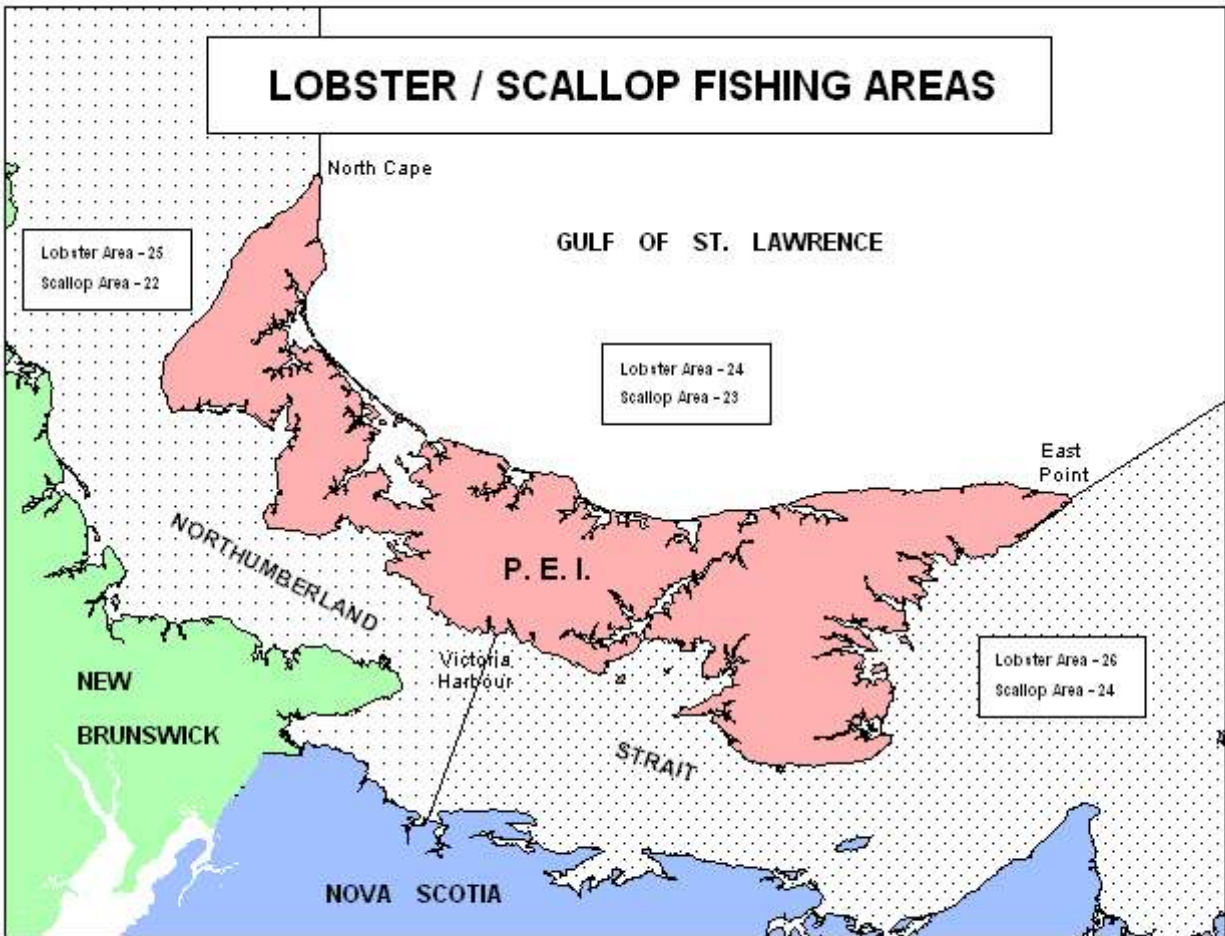 LOBSTER / SCALLOP FISHING AREAS
North Cape
GULF OF ST. LAWRENCE
Lobster Area - 25
Scallop Area - 22
Lobster Area - 24
Scallop Area - 23
East
Point
NORTHUMBERLAND
P. E. I.
Victoria
Harbour
Lobster Area - 26
Scallop Area - 24
NEW
BRUNSWICK
STRAIT
NOVA SCOTIA